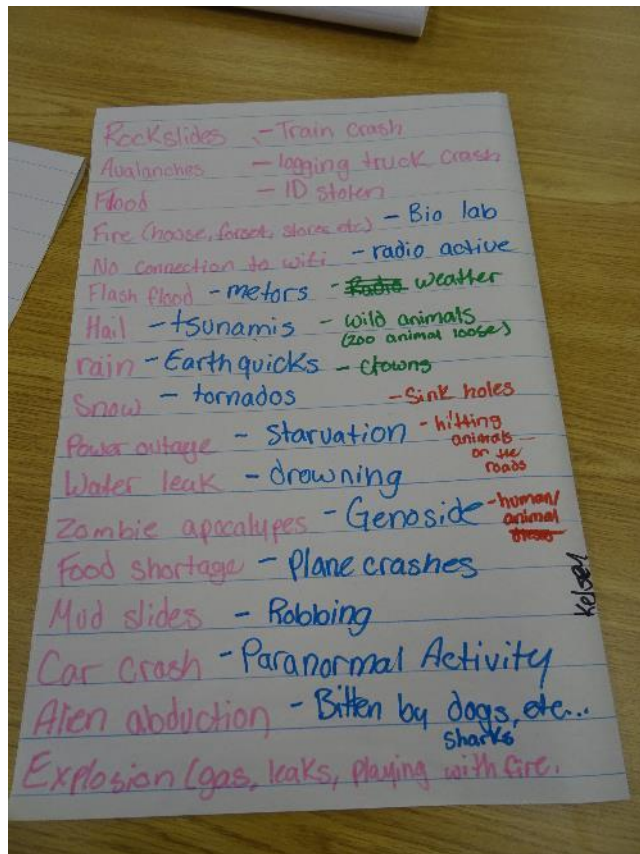 Rockslides - Train crash
Avalanches - logging truck crash
Flood - ID stolen
Fire (house, forset, stores etc) - Bio lab
No connection to wifi - radio active
Flash flood - metors - Radio weather
Hail - tsunamis - wild animals
(zoo animal loose)
rain - Earth quicks - clowns
Snow - tornados - Sink holes
Power outage - Starvation - hitting
animals
on the
roads
Water leak - drowning
Zombie apocalypes - Genoside - human/
animal
Food shortage - Plane crashes
Mud slides - Robbing
Car crash - Paranormal Activity
Alien abduction - Bitten by dogs, etc...
sharks
Explosion (gas, leaks, playing with fire.
Kelsey